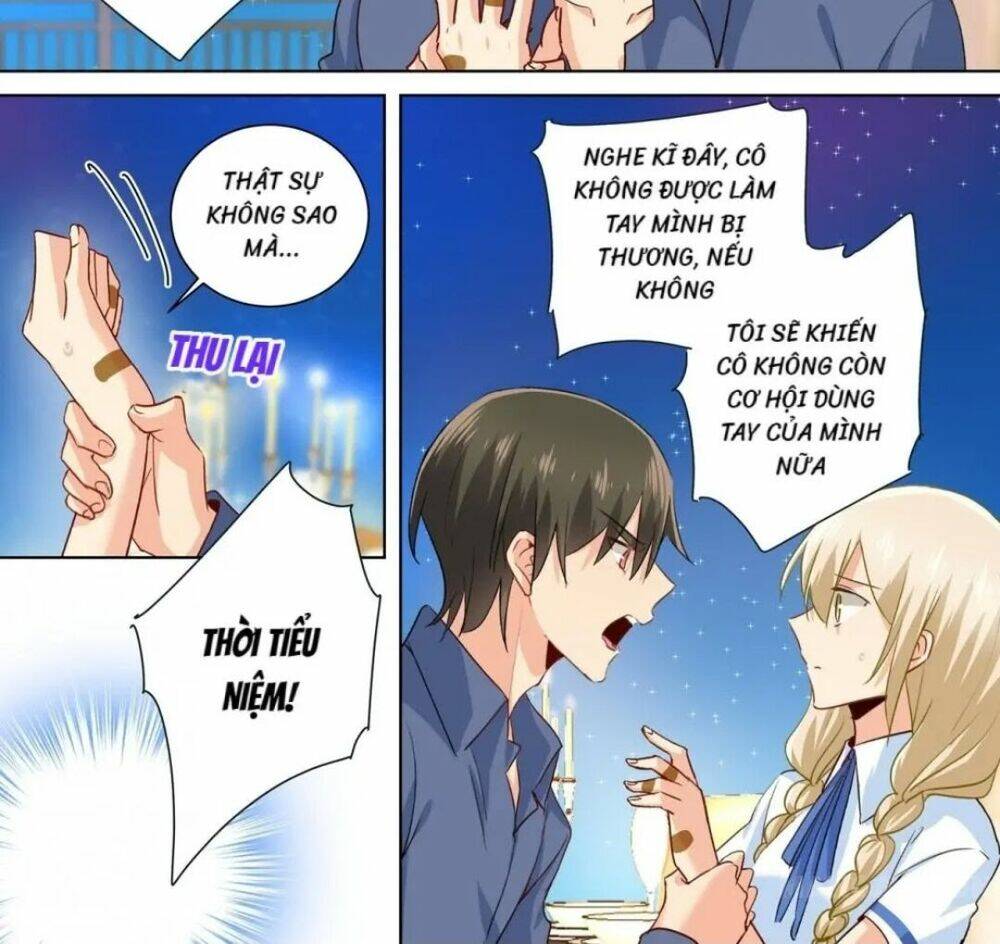 THẬT SỰ
KHÔNG SAO
MÀ...
THU LẠI
THỜI TIỂU
NIỆM!
NGHE KĨ ĐÂY, CÔ
KHÔNG ĐƯỢC LÀM
TAY MÌNH BỊ
THƯƠNG, NẾU
KHÔNG
TÔI SẼ KHIẾN
CÔ KHÔNG CÒN
CƠ HỘI DÙNG
TAY CỦA MÌNH
NỮA